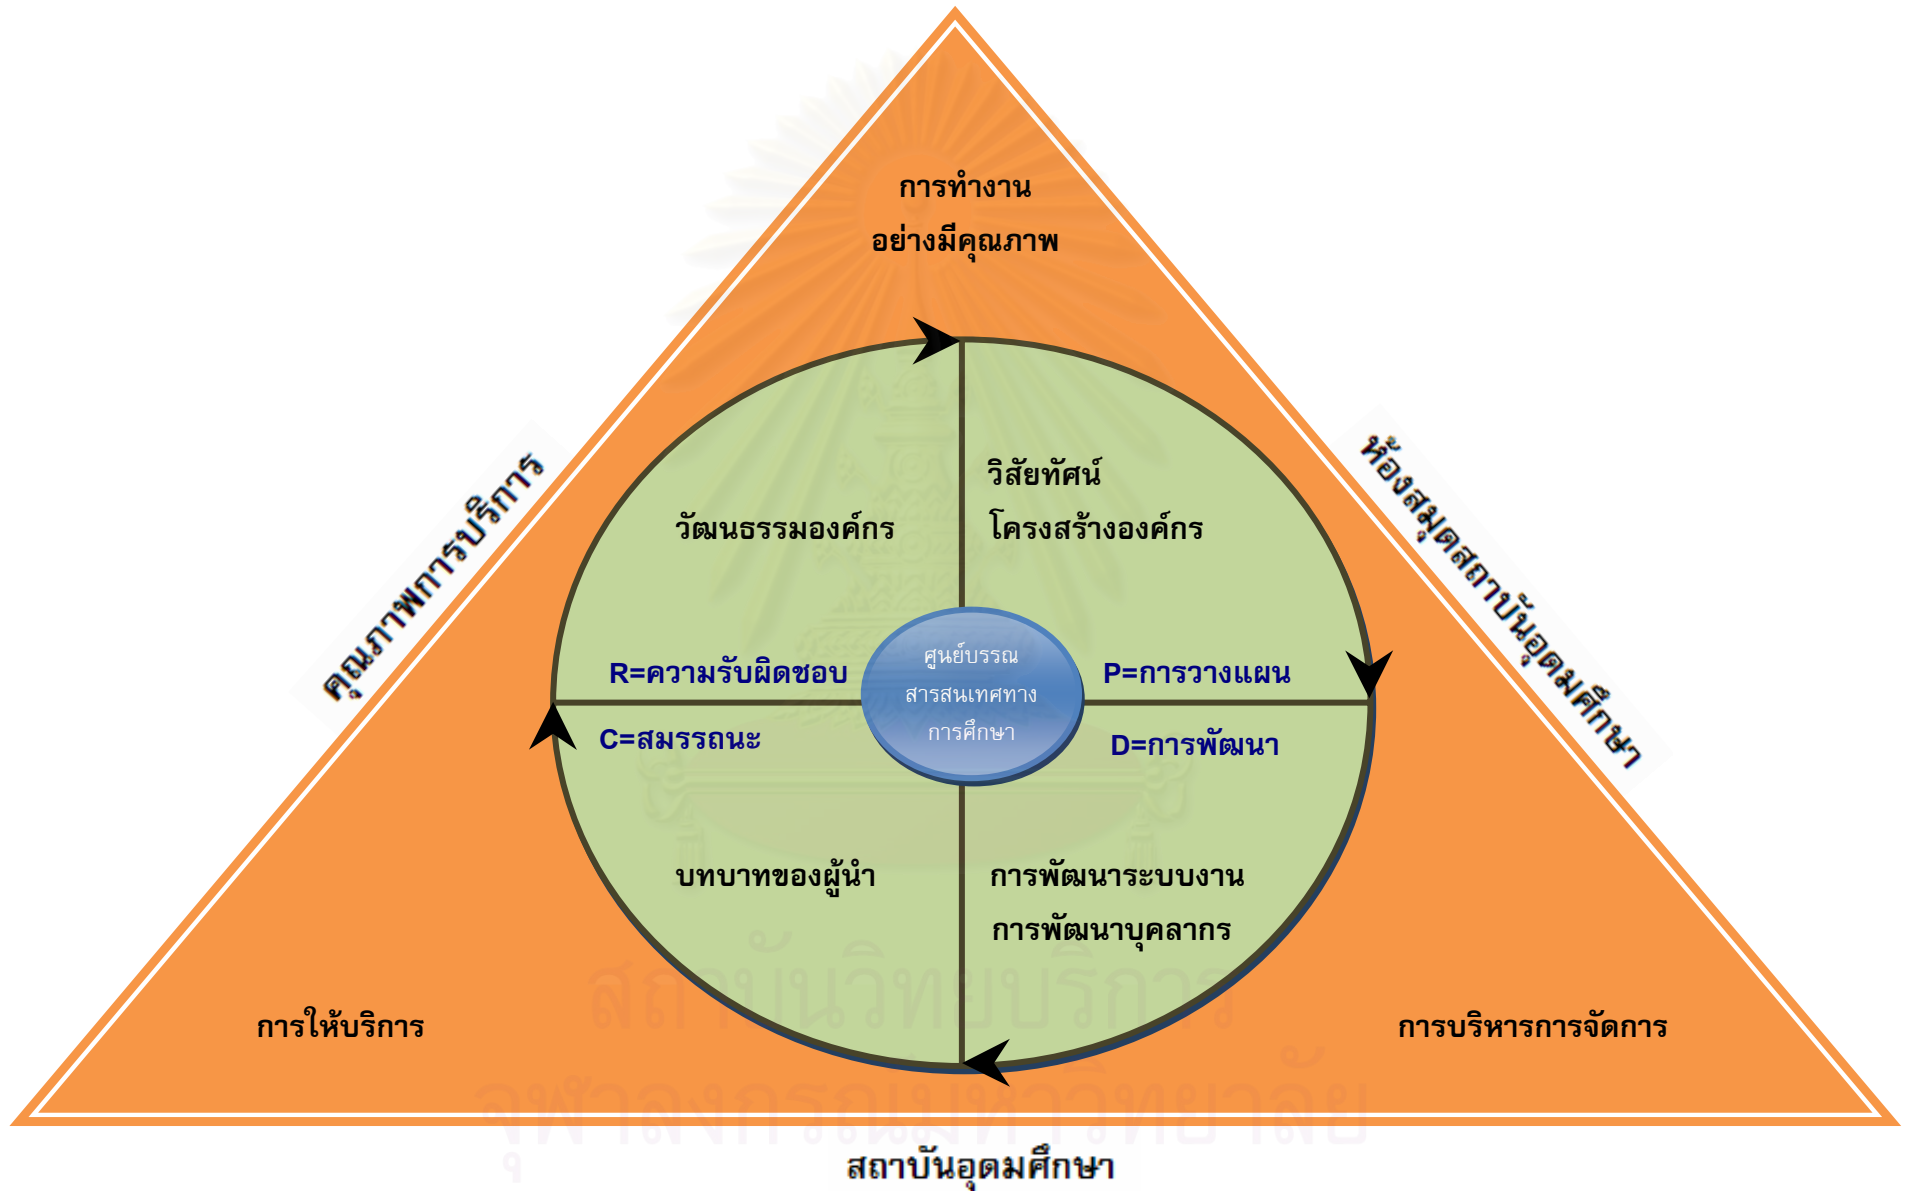 การทำงาน
อย่างมีคุณภาพ
คุณภาพการบริการ
ห้องสมุดสถาบันอุดมศึกษา
วัฒนธรรมองค์กร
วิสัยทัศน์
โครงสร้างองค์กร
R=ความรับผิดชอบ
P=การวางแผน
ศูนย์บรรณ
สารสนเทศทาง
การศึกษา
C=สมรรถนะ
D=การพัฒนา
บทบาทของผู้นำ
การพัฒนาระบบงาน
การพัฒนาบุคลากร
สถาบันวิทยบริการ
การให้บริการ
การบริหารการจัดการ
จุฬาลงกรณ์มหาวิทยาลัย
สถาบันอุดมศึกษา